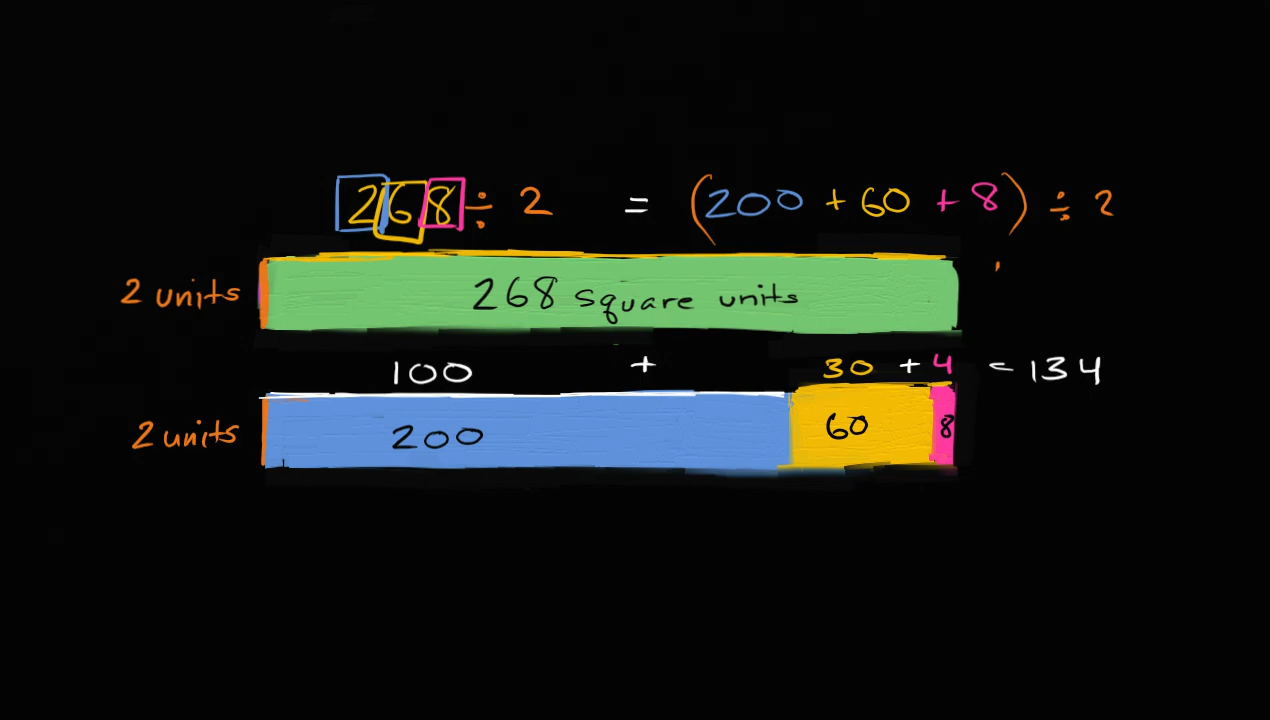 268 ÷ 2 = (200 + 60 + 8) ÷ 2
2 units 268 square units
100 + 30 + 4 = 134
2 units 200 60 8